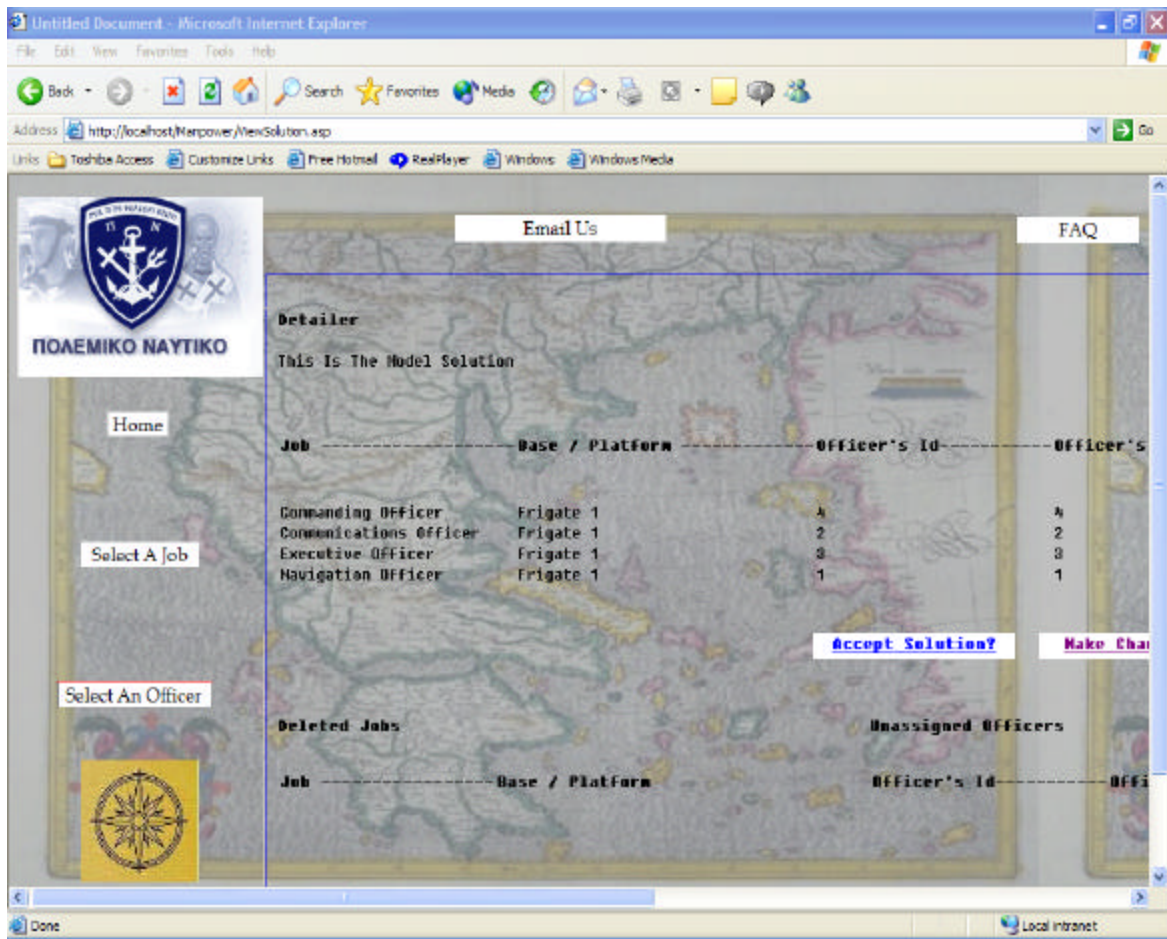 Untitled Document - Microsoft Internet Explorer
File Edit View Favorites Tools Help
Back Search Favorites Media
Address http://localhost/Manpower/ViewSolution.asp Go
Links Toshiba Access Customize Links Free Hotmail RealPlayer Windows Windows Media
Π Ν
ΠΟΛΕΜΙΚΟ ΝΑΥΤΙΚΟ
Email Us FAQ
Detailer
This Is The Model Solution
Home
Job --------------------Base / Platform --------------Officer's Id------------Officer's
Commanding Officer Frigate 1 4 4
Communications Officer Frigate 1 2 2
Executive Officer Frigate 1 3 3
Navigation Officer Frigate 1 1 1
Select A Job
Accept Solution? Make Cha
Select An Officer
Deleted Jobs Unassigned Officers
Job ------------------Base / Platform Officer's Id------------Offi
Done Local intranet